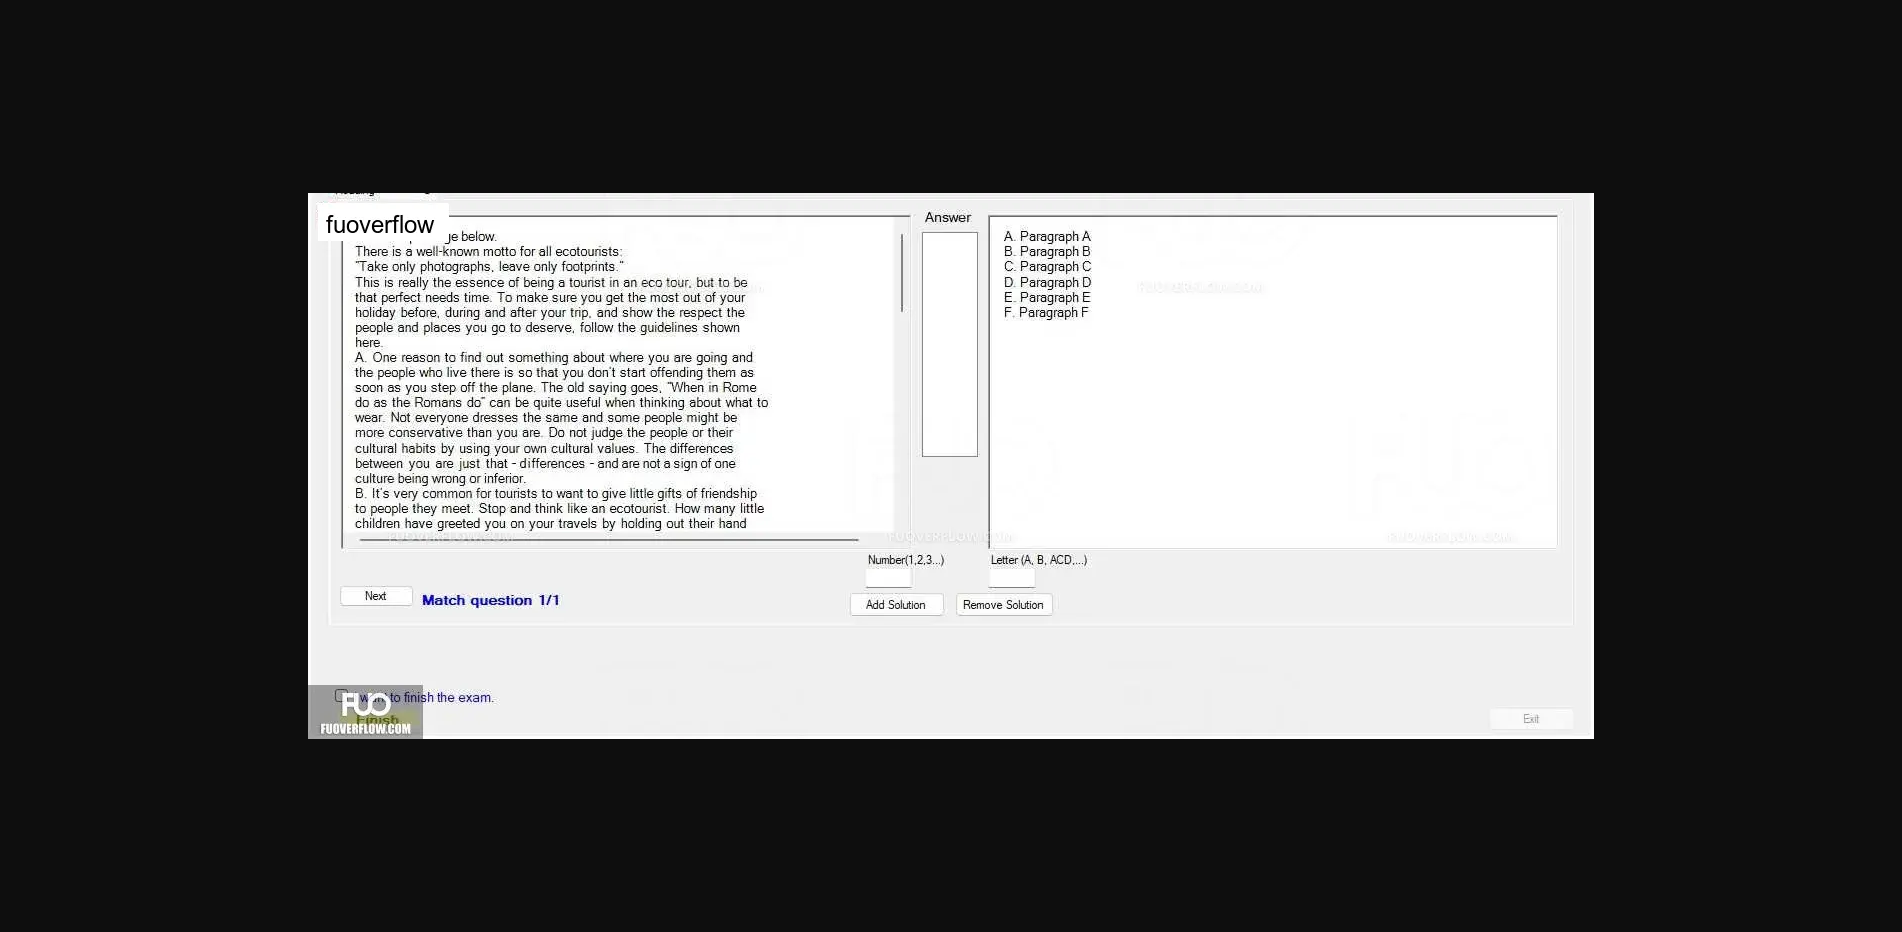 fuoverflow
ge below.
There is a well-known motto for all ecotourists:
"Take only photographs, leave only footprints."
This is really the essence of being a tourist in an eco tour, but to be
that perfect needs time. To make sure you get the most out of your
holiday before, during and after your trip, and show the respect the
people and places you go to deserve, follow the guidelines shown
here.
A. One reason to find out something about where you are going and
the people who live there is so that you don't start offending them as
soon as you step off the plane. The old saying goes, "When in Rome
do as the Romans do" can be quite useful when thinking about what to
wear. Not everyone dresses the same and some people might be
more conservative than you are. Do not judge the people or their
cultural habits by using your own cultural values. The differences
between you are just that - differences - and are not a sign of one
culture being wrong or inferior.
B. It's very common for tourists to want to give little gifts of friendship
to people they meet. Stop and think like an ecotourist. How many little
children have greeted you on your travels by holding out their hand
Answer
A. Paragraph A
B. Paragraph B
C. Paragraph C
D. Paragraph D
E. Paragraph E
F. Paragraph F
FUOVERFLOW.COM
FUOVERFLOW.COM
FUOVERFLOW.COM
FUOVERFLOW.COM
Number(1,2,3...)
Letter (A, B, ACD,...)
Next
Match question 1/1
Add Solution
Remove Solution
want to finish the exam.
FUO
Finish
FUOVERFLOW.COM
Exit